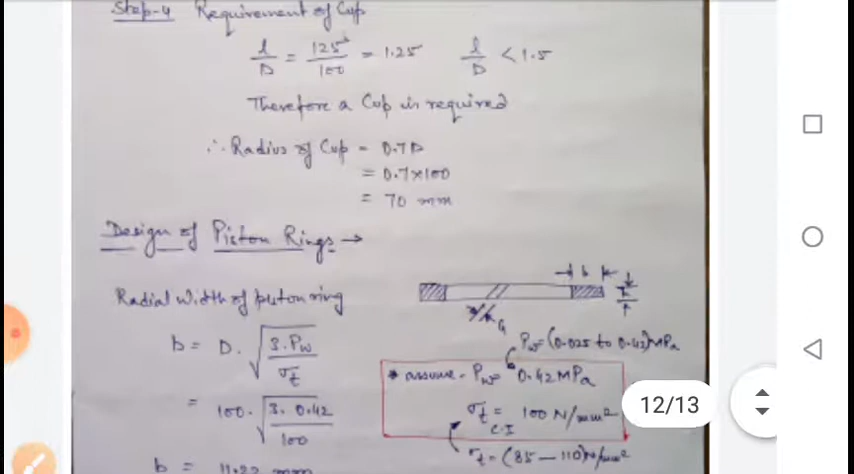 Step-4 Requirement of Cup
l/D = 125/100 = 1.25   l/D < 1.5
Therefore a Cup is required
∴ Radius of Cup = 0.7D
= 0.7×100
= 70 mm
Design of Piston Rings →
Radial width of piston ring
b
h
G
b = D. √(3.Pw/σt)
Pw = (0.025 to 0.42) MPa
* assume - Pw = 0.42 MPa
= 100. √(3. 0.42/100)
σt = 100 N/mm²
C.I
σt = (85 – 110) N/mm²
b = 11.22 mm
12/13